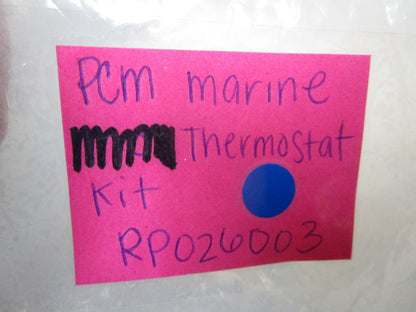 PCM marine
Thermostat
Kit
RP026003